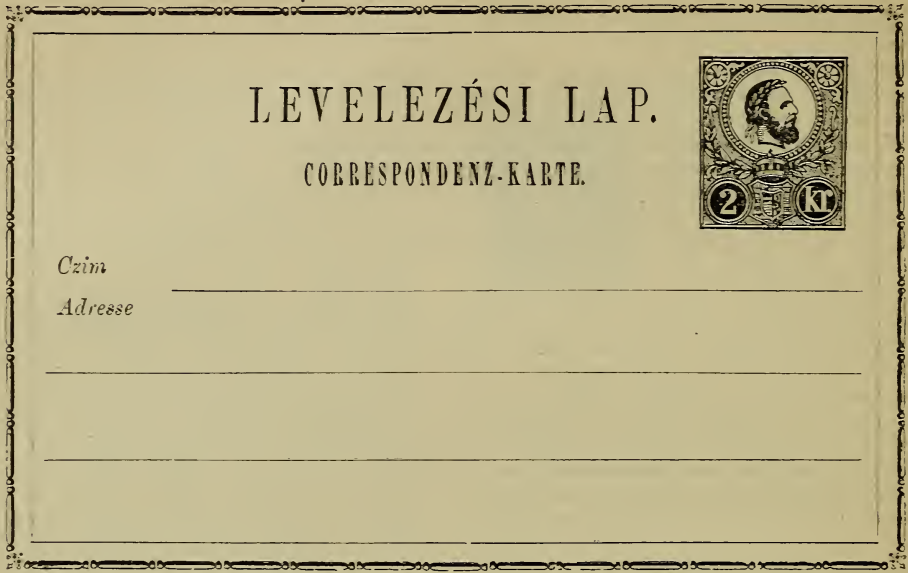 LEVELEZÉSI LAP.
CORRESPONDENZ-KARTE.
2 kr
Czim
Adresse